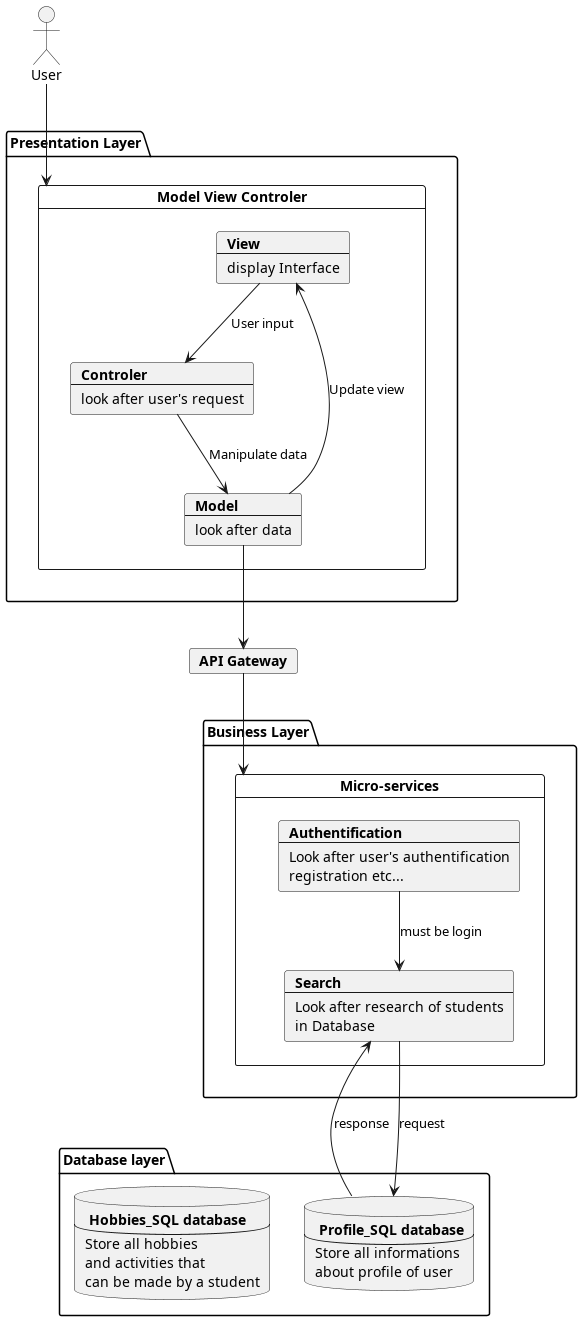 User
Presentation Layer
Model View Controler
View
display Interface
User input
Controler
look after user's request
Update view
Manipulate data
Model
look after data
API Gateway
Business Layer
Micro-services
Authentification
Look after user's authentification
registration etc...
must be login
Search
Look after research of students
in Database
response
request
Database layer
Hobbies_SQL database
Store all hobbies
and activities that
can be made by a student
Profile_SQL database
Store all informations
about profile of user